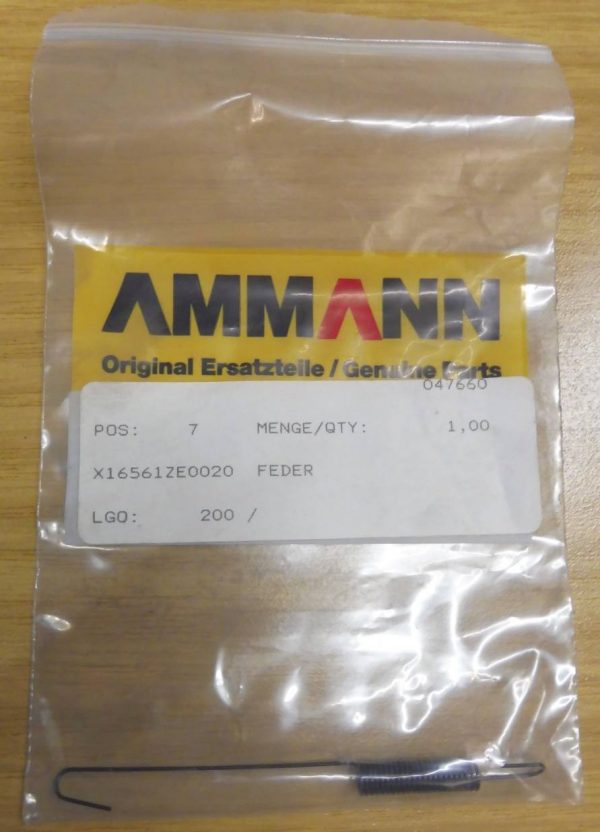 AMMANN
Original Ersatzteile / Genuine Parts
047660
POS: 7 MENGE/QTY: 1,00
X16561ZE0020 FEDER
LGO: 200 /